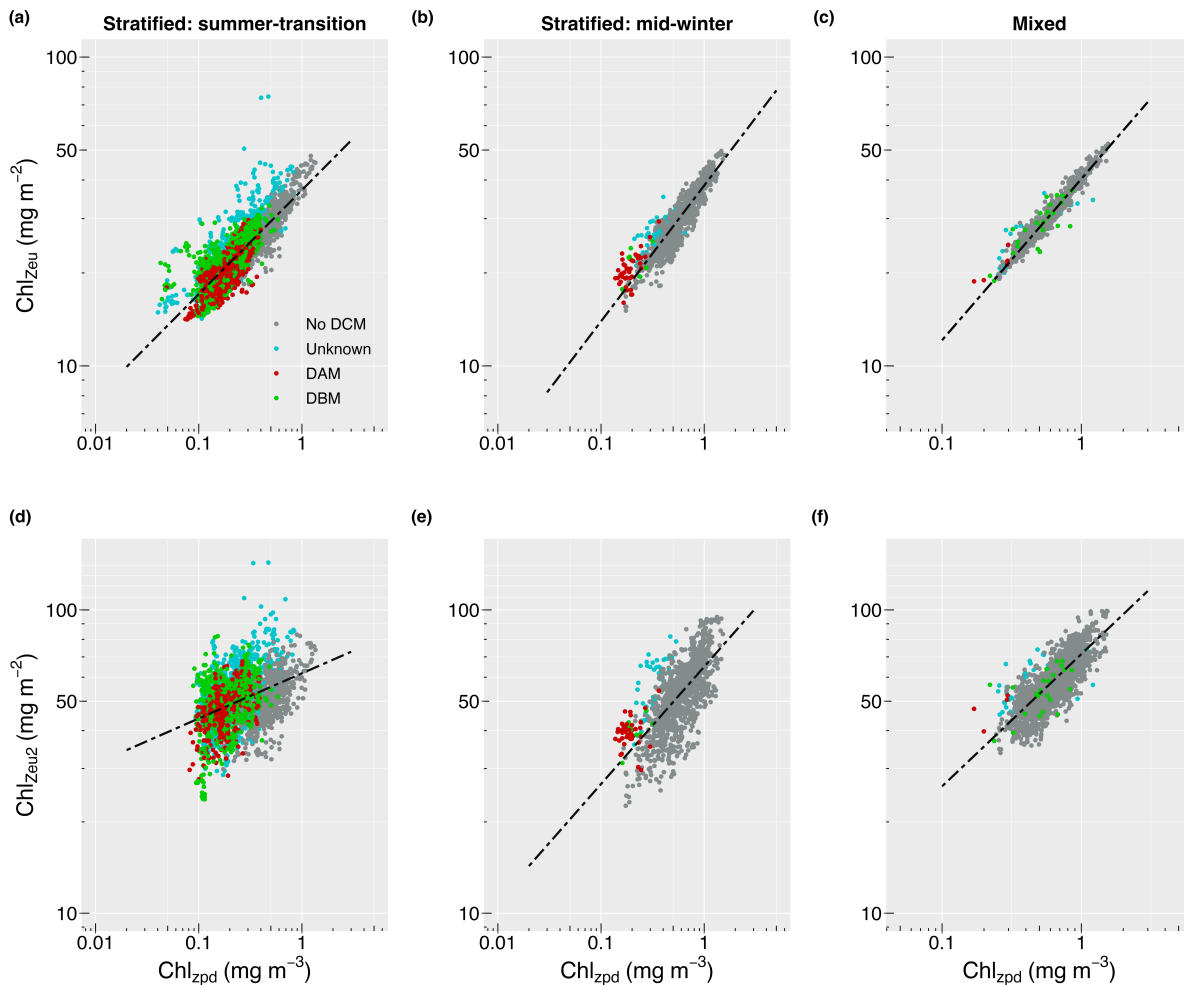 (a) Stratified: summer-transition (b) Stratified: mid-winter (c) Mixed
100 100 100
50 50 50
10 10 10
Chl_Zeu (mg m−2)
No DCM
Unknown
DAM
DBM
0.01 0.1 1 0.01 0.1 1 0.1 1
(d) (e) (f)
100 100 100
50 50 50
10 10 10
Chl_Zeu2 (mg m−2)
0.01 0.1 1 0.01 0.1 1 0.1 1
Chl_zpd (mg m−3) Chl_zpd (mg m−3) Chl_zpd (mg m−3)